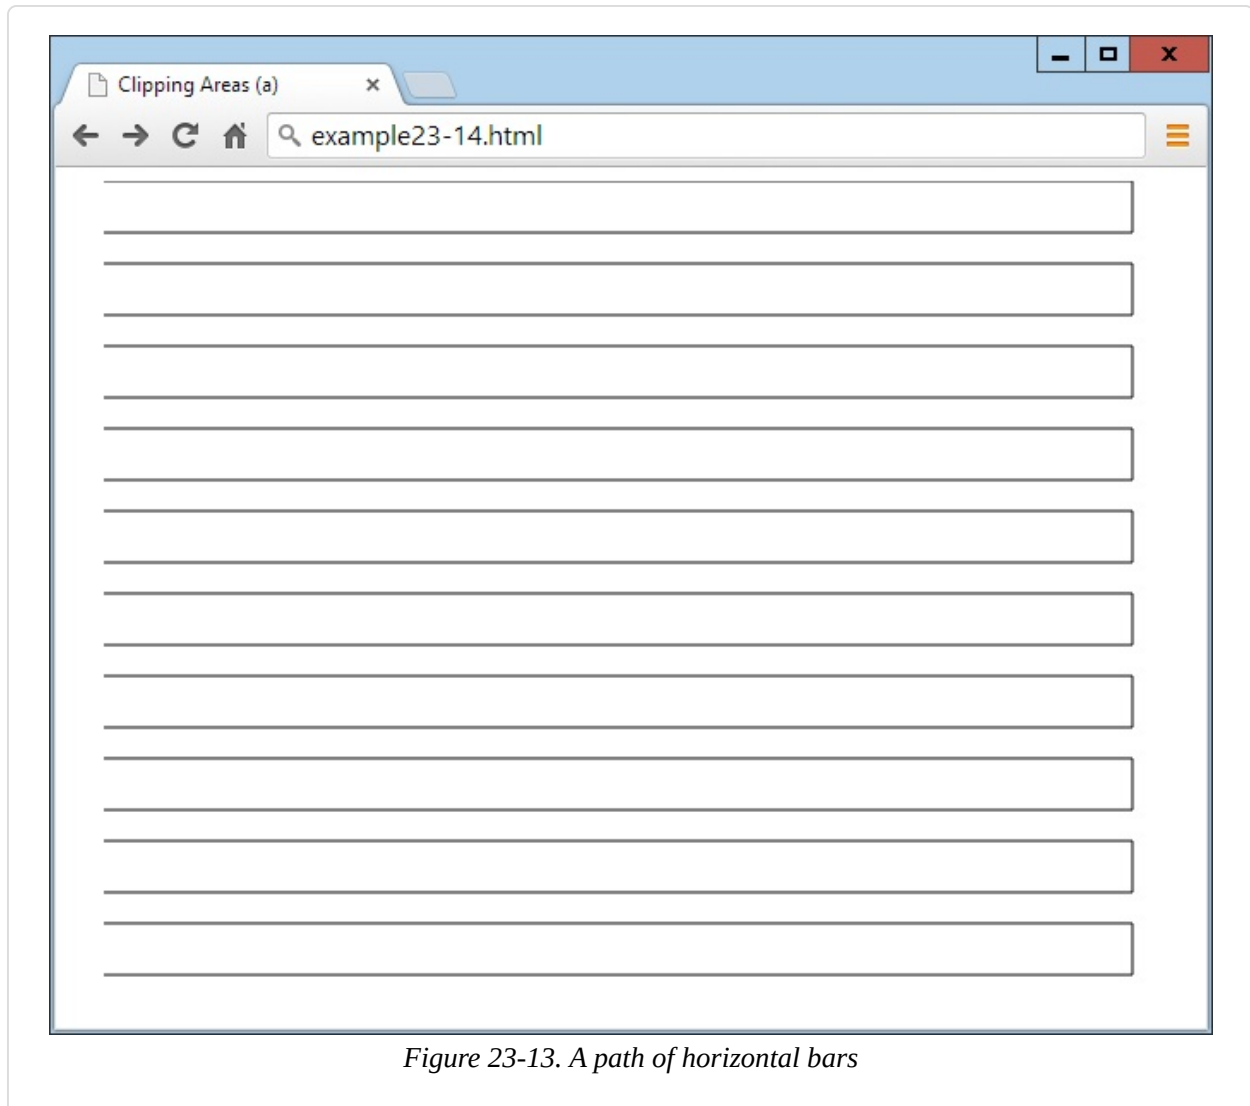 Clipping Areas (a)
example23-14.html
Figure 23-13. A path of horizontal bars